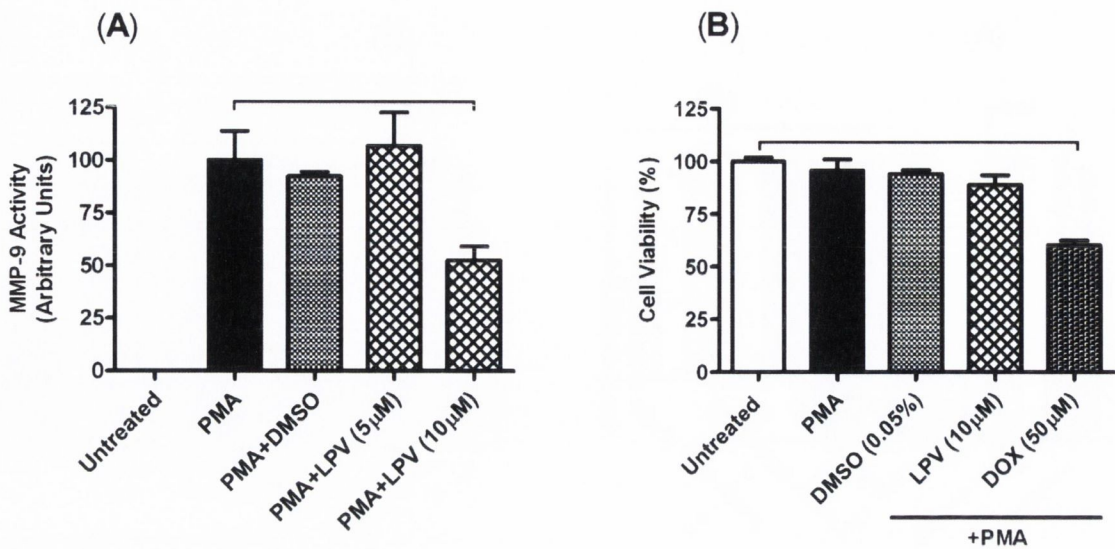 (A)
MMP-9 Activity
(Arbitrary Units)
125
100
75
50
25
0
Untreated
PMA
PMA+DMSO
PMA+LPV (5µM)
PMA+LPV (10µM)
(B)
Cell Viability (%)
125
100
75
50
25
0
Untreated
PMA
DMSO (0.05%)
LPV (10µM)
DOX (50µM)
+PMA